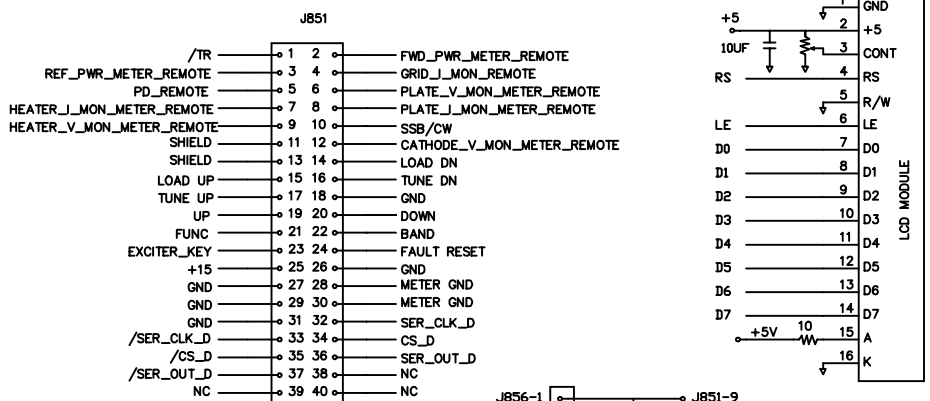 J851
/TR 1 2 FWD_PWR_METER_REMOTE
REF_PWR_METER_REMOTE 3 4 GRID_I_MON_REMOTE
PD_REMOTE 5 6 PLATE_V_MON_METER_REMOTE
HEATER_I_MON_METER_REMOTE 7 8 PLATE_I_MON_METER_REMOTE
HEATER_V_MON_METER_REMOTE 9 10 SSB/CW
SHIELD 11 12 CATHODE_V_MON_METER_REMOTE
SHIELD 13 14 LOAD DN
LOAD UP 15 16 TUNE DN
TUNE UP 17 18 GND
UP 19 20 DOWN
FUNC 21 22 BAND
EXCITER_KEY 23 24 FAULT RESET
+15 25 26 GND
GND 27 28 METER GND
GND 29 30 METER GND
GND 31 32 SER_CLK_D
/SER_CLK_D 33 34 CS_D
/CS_D 35 36 SER_OUT_D
/SER_OUT_D 37 38 NC
NC 39 40 NC
1 GND
+5 2 +5
10UF 3 CONT
RS 4 RS
5 R/W
LE 6 LE
D0 7 D0
D1 8 D1
D2 9 D2
D3 10 D3
D4 11 D4
D5 12 D5
D6 13 D6
D7 14 D7
+5V 10 15 A
16 K
LCD MODULE
J856-1 J851-9